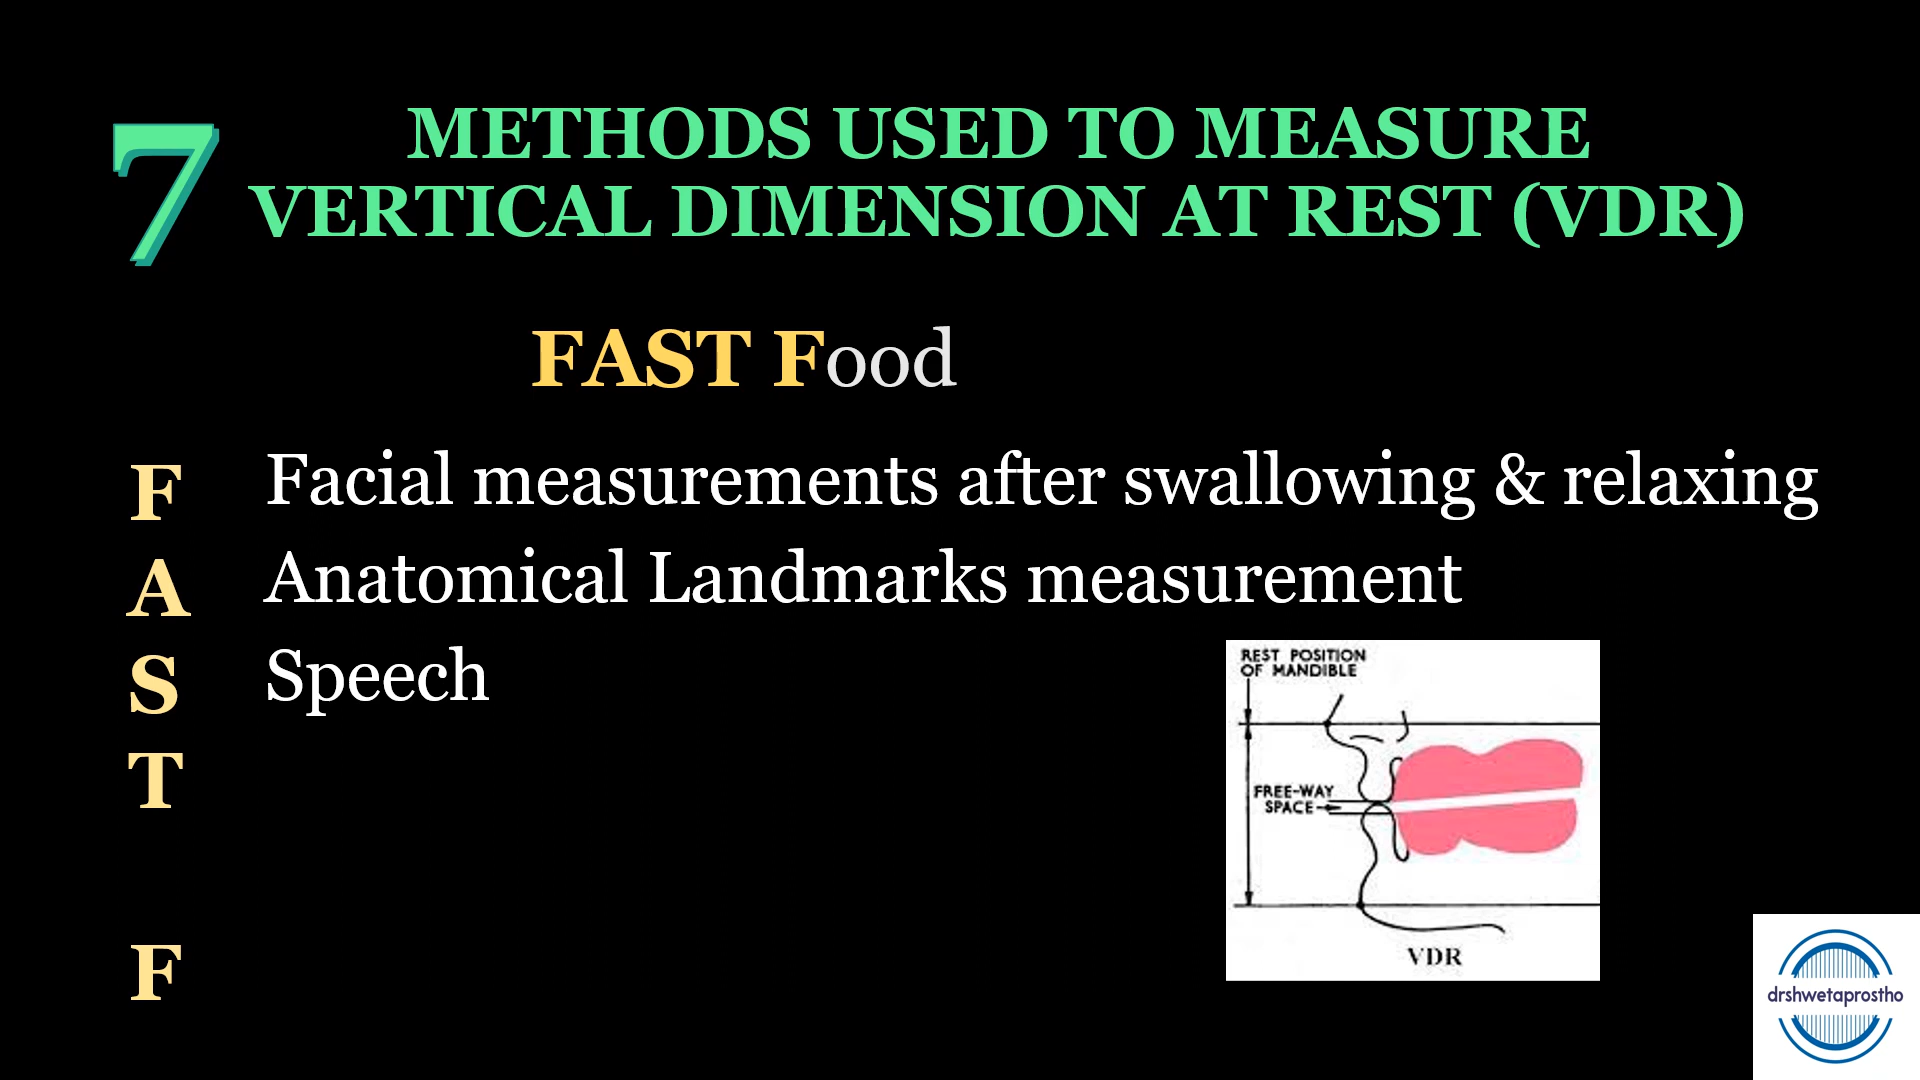 7
METHODS USED TO MEASURE
VERTICAL DIMENSION AT REST (VDR)
FAST Food
F Facial measurements after swallowing & relaxing
A Anatomical Landmarks measurement
S Speech
T
F
REST POSITION
OF MANDIBLE
FREE-WAY
SPACE
VDR
drshwetaprostho